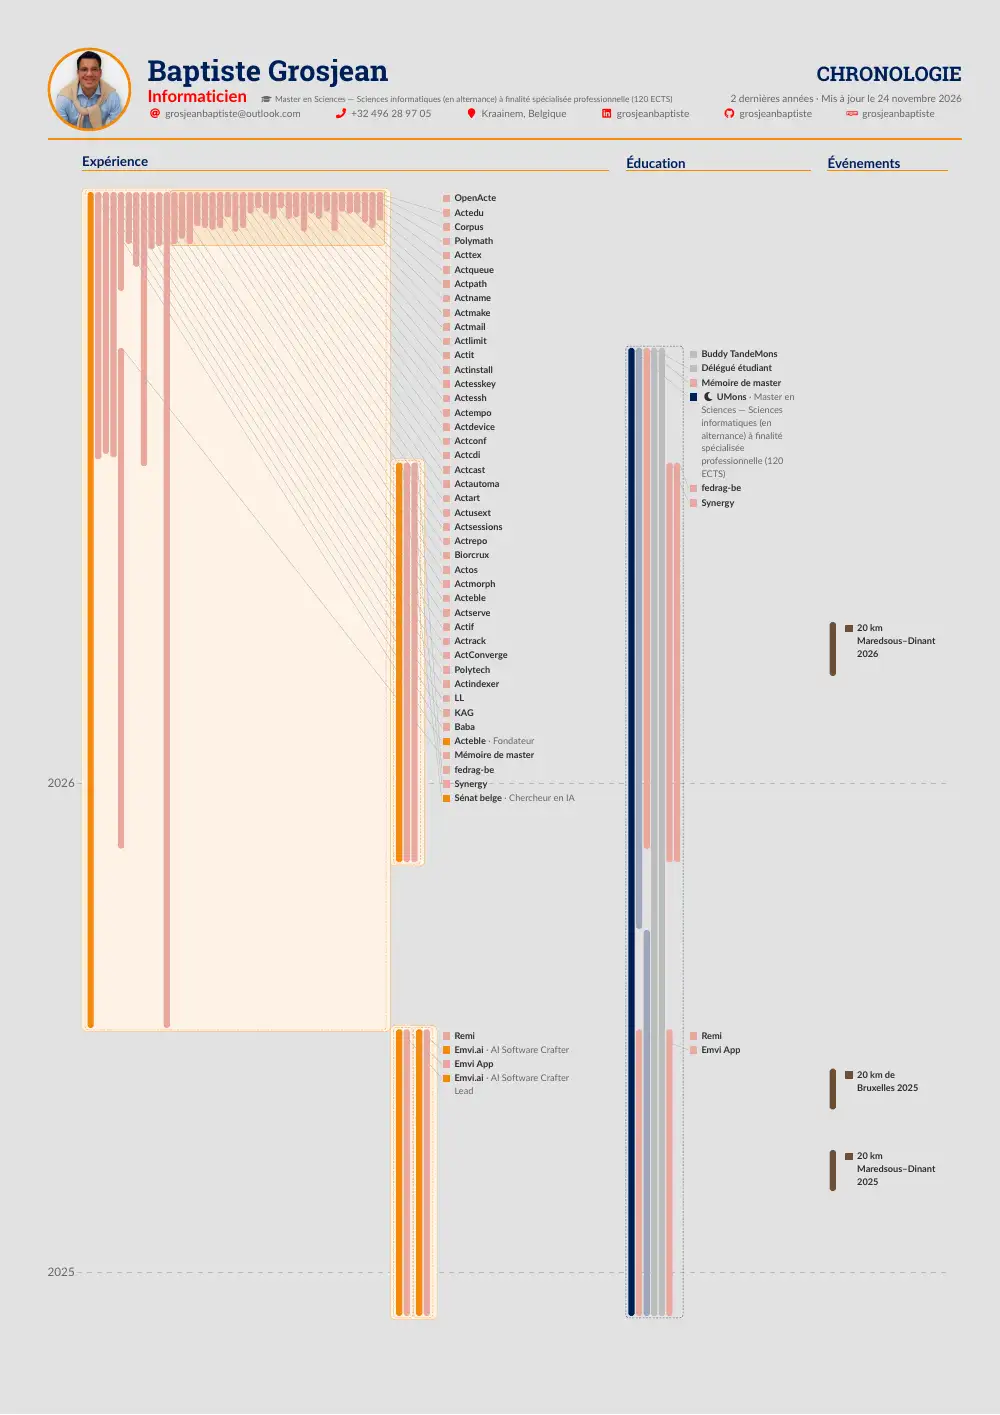 Baptiste Grosjean
CHRONOLOGIE
Informaticien
Master en Sciences — Sciences informatiques (en alternance) à finalité spécialisée professionnelle (120 ECTS)
2 dernières années · Mis à jour le 24 novembre 2026
grosjeanbaptiste@outlook.com
+32 496 28 97 05
Kraainem, Belgique
grosjeanbaptiste
grosjeanbaptiste
grosjeanbaptiste
Expérience
Éducation
Événements
OpenActe
Actedu
Corpus
Polymath
Acttex
Actqueue
Actpath
Actname
Actmake
Actmail
Actlimit
Actit
Actinstall
Actesskey
Actessh
Actempo
Actdevice
Actconf
Actcdi
Actcast
Actautoma
Actart
Actusext
Actsessions
Actrepo
Biorcrux
Actos
Actmorph
Acteble
Actserve
Actif
Actrack
ActConverge
Polytech
Actindexer
LL
KAG
Baba
Acteble · Fondateur
Mémoire de master
fedrag-be
Synergy
Sénat belge · Chercheur en IA
Buddy TandeMons
Délégué étudiant
Mémoire de master
UMons · Master en
Sciences — Sciences
informatiques (en
alternance) à finalité
spécialisée
professionnelle (120
ECTS)
fedrag-be
Synergy
20 km
Maredsous–Dinant
2026
2026
Remi
Emvi.ai · AI Software Crafter
Emvi App
Emvi.ai · AI Software Crafter
Lead
Remi
Emvi App
20 km de
Bruxelles 2025
20 km
Maredsous–Dinant
2025
2025